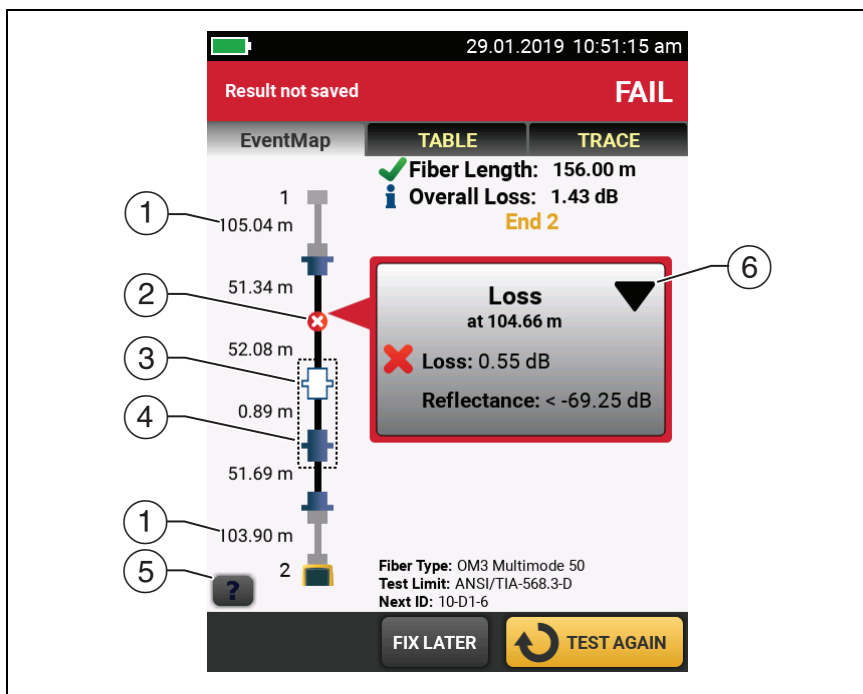 29.01.2019 10:51:15 am
Result not saved
FAIL
EventMap
TABLE
TRACE
Fiber Length: 156.00 m
i Overall Loss: 1.43 dB
End 2
1
1
105.04 m
51.34 m
2
Loss
at 104.66 m
6
Loss: 0.55 dB
Reflectance: < -69.25 dB
52.08 m
3
0.89 m
4
51.69 m
1
103.90 m
5
2
?
Fiber Type: OM3 Multimode 50
Test Limit: ANSI/TIA-568.3-D
Next ID: 10-D1-6
FIX LATER
TEST AGAIN